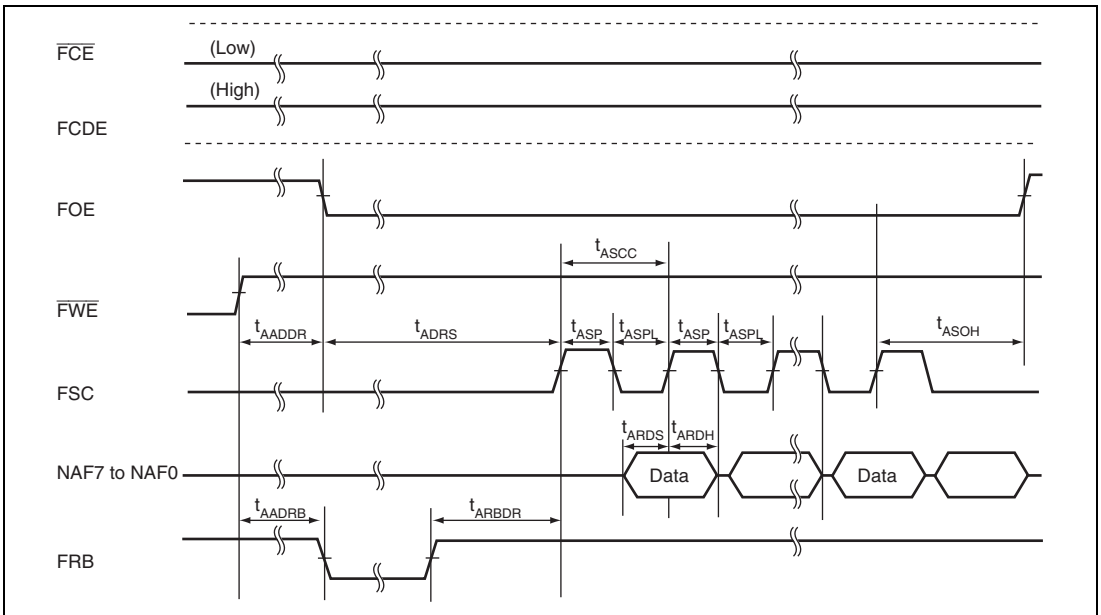 FCE (Low)
(High)
FCDE
FOE
tASCC
FWE
tAADDR tADRS tASP tASPL tASP tASPL tASOH
FSC
tARDS tARDH
NAF7 to NAF0 Data Data
tAADRB tARBDR
FRB